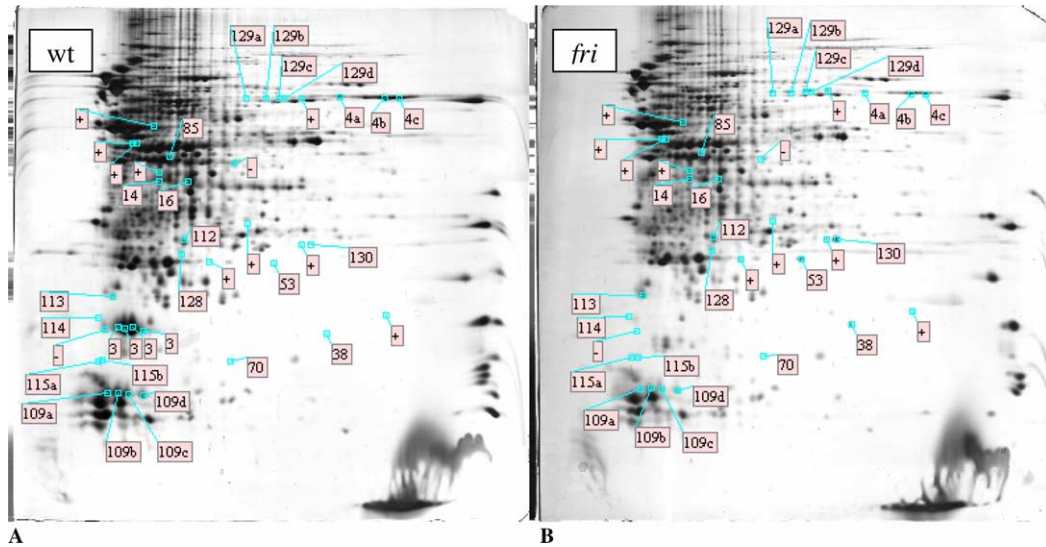 wt
129a 129b
129c 129d
+ 85 + 4a 4b 4c
+ + + -
14 16
112
128 + + 53 + 130
113
114
3 3 3 3 38 +
-
115a 115b 70
109a 109d
109b 109c
A
fri
129a 129b
129c 129d
+ 85 + 4a 4b 4c
+ + + -
14 16
112
128 + + 53 + 130
113
114
38 +
-
115a 115b 70
109a 109d
109b 109c
B